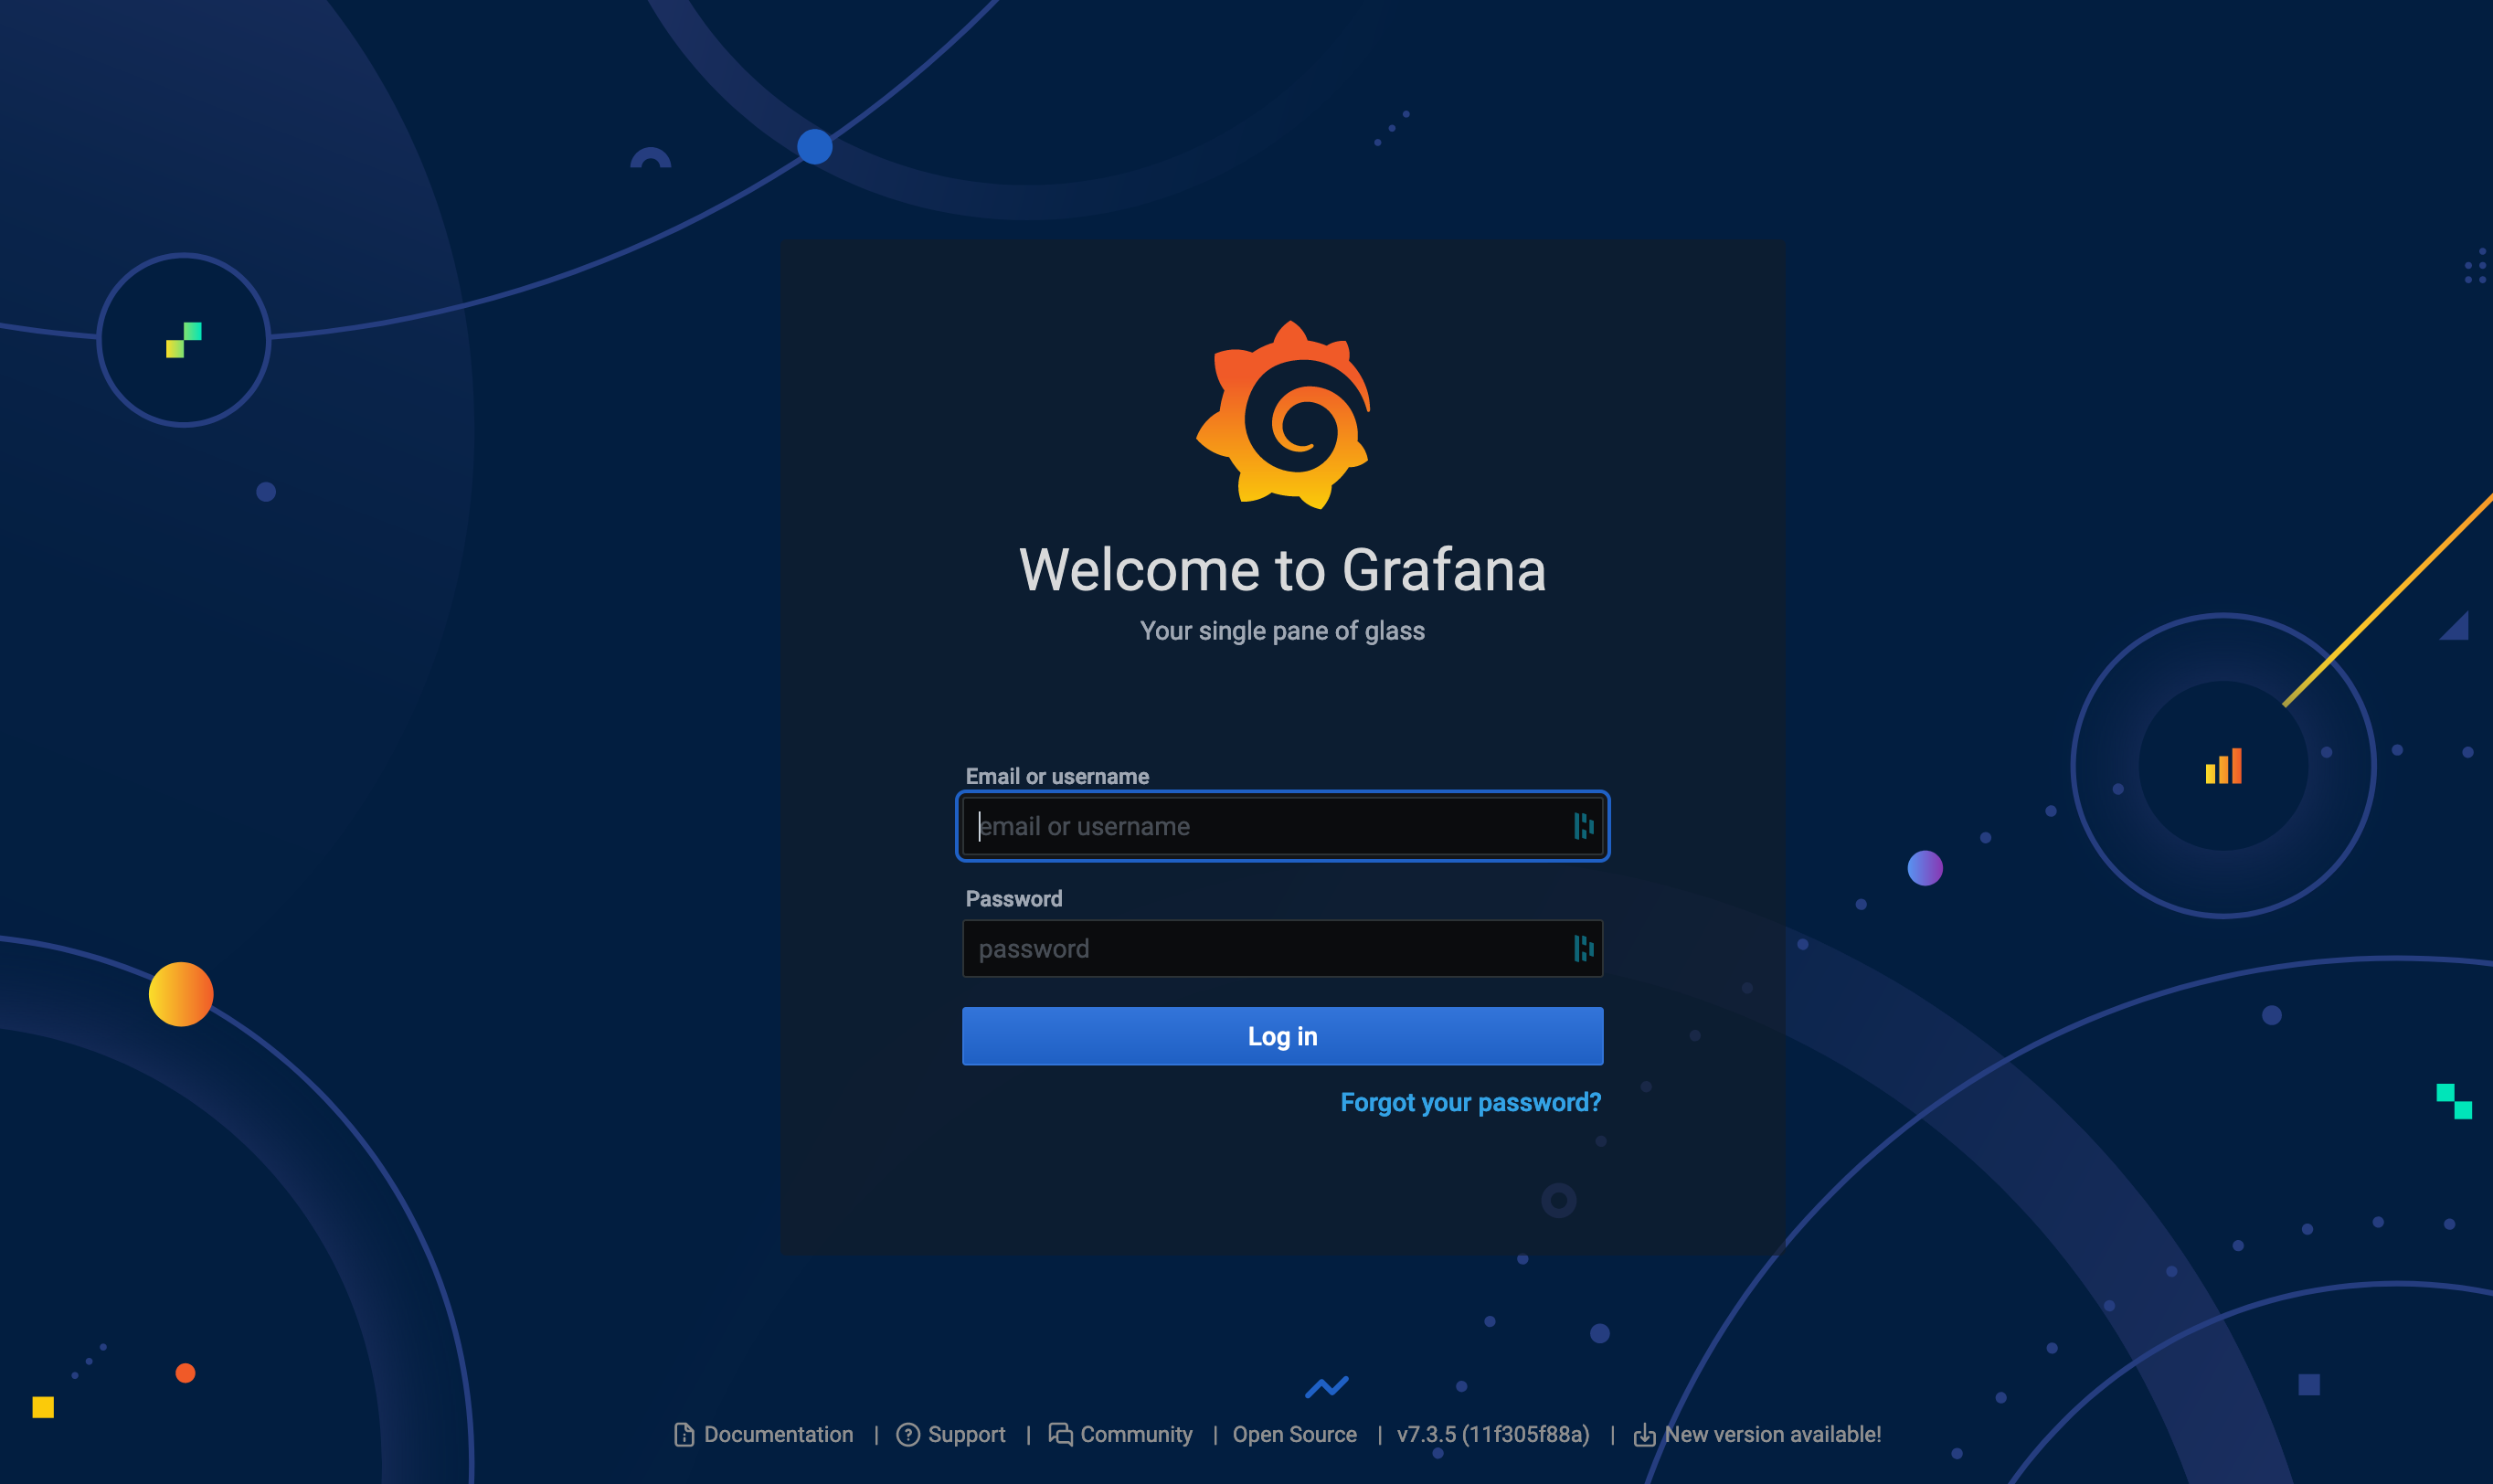 Welcome to Grafana
Your single pane of glass
Email or username
email or username
Password
password
Log in
Forgot your password?
Documentation | Support | Community | Open Source | v7.3.5 (11f305f88a) | New version available!